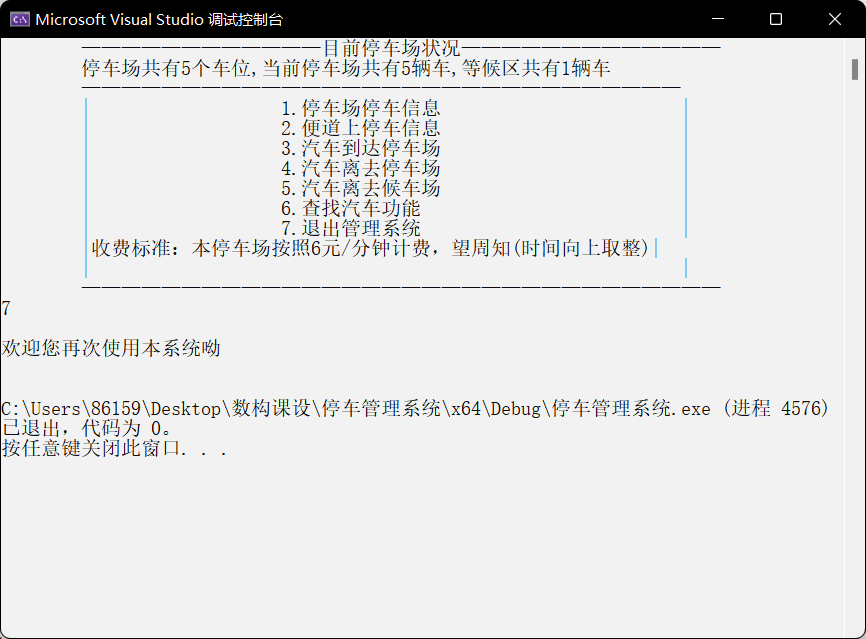 Microsoft Visual Studio 调试控制台
————————————目前停车场状况—————————————
停车场共有5个车位,当前停车场共有5辆车,等候区共有1辆车
——————————————————————————————
1.停车场停车信息
2.便道上停车信息
3.汽车到达停车场
4.汽车离去停车场
5.汽车离去候车场
6.查找汽车功能
7.退出管理系统
收费标准：本停车场按照6元/分钟计费，望周知(时间向上取整)
————————————————————————————————
7
欢迎您再次使用本系统呦
C:\Users\86159\Desktop\数构课设\停车管理系统\x64\Debug\停车管理系统.exe (进程 4576)
已退出，代码为 0。
按任意键关闭此窗口. . .